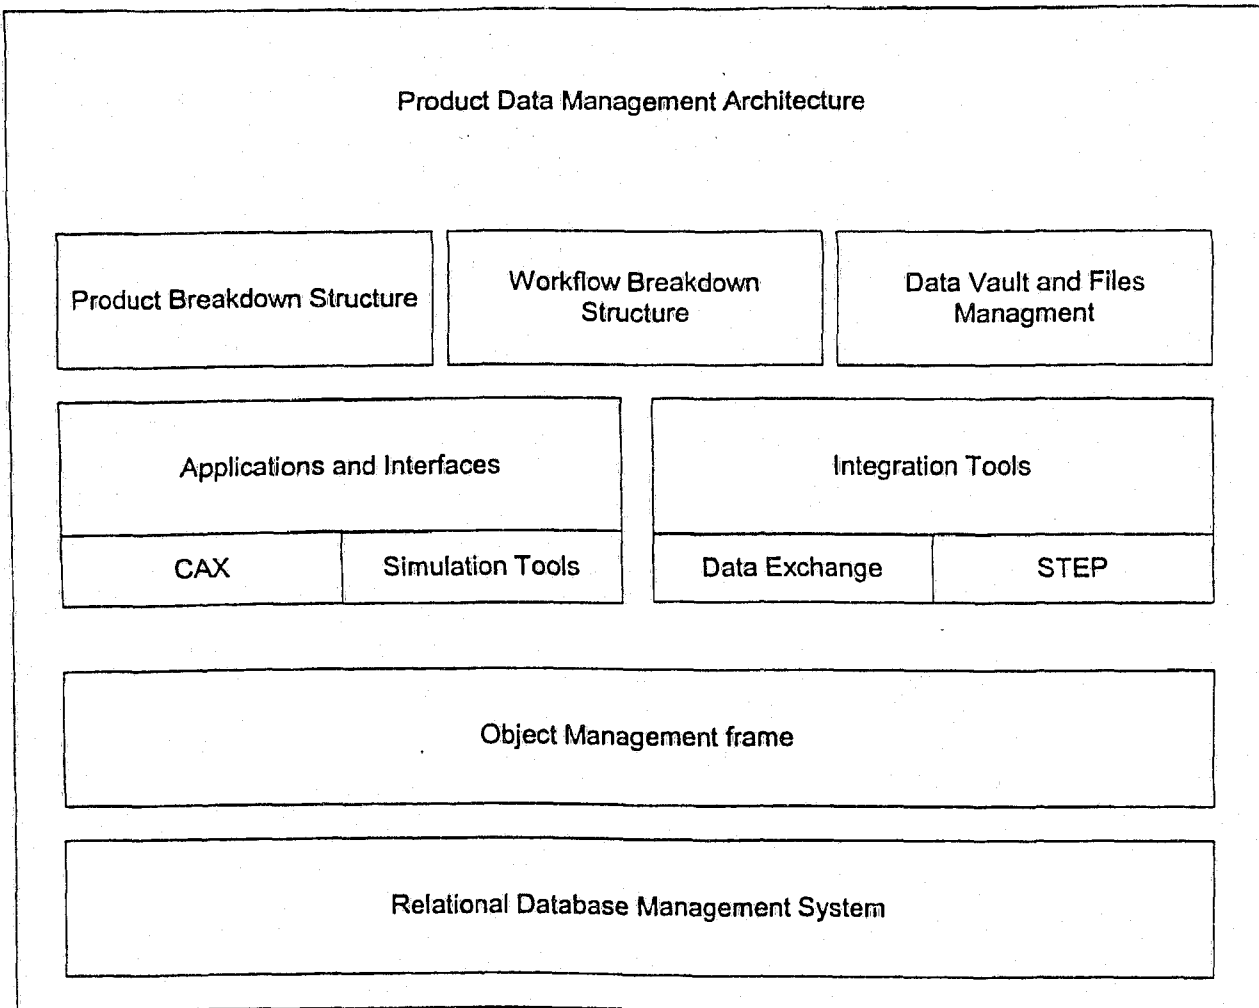 Product Data Management Architecture
Product Breakdown Structure
Workflow Breakdown
Structure
Data Vault and Files
Managment
Applications and Interfaces
Integration Tools
CAX
Simulation Tools
Data Exchange
STEP
Object Management frame
Relational Database Management System